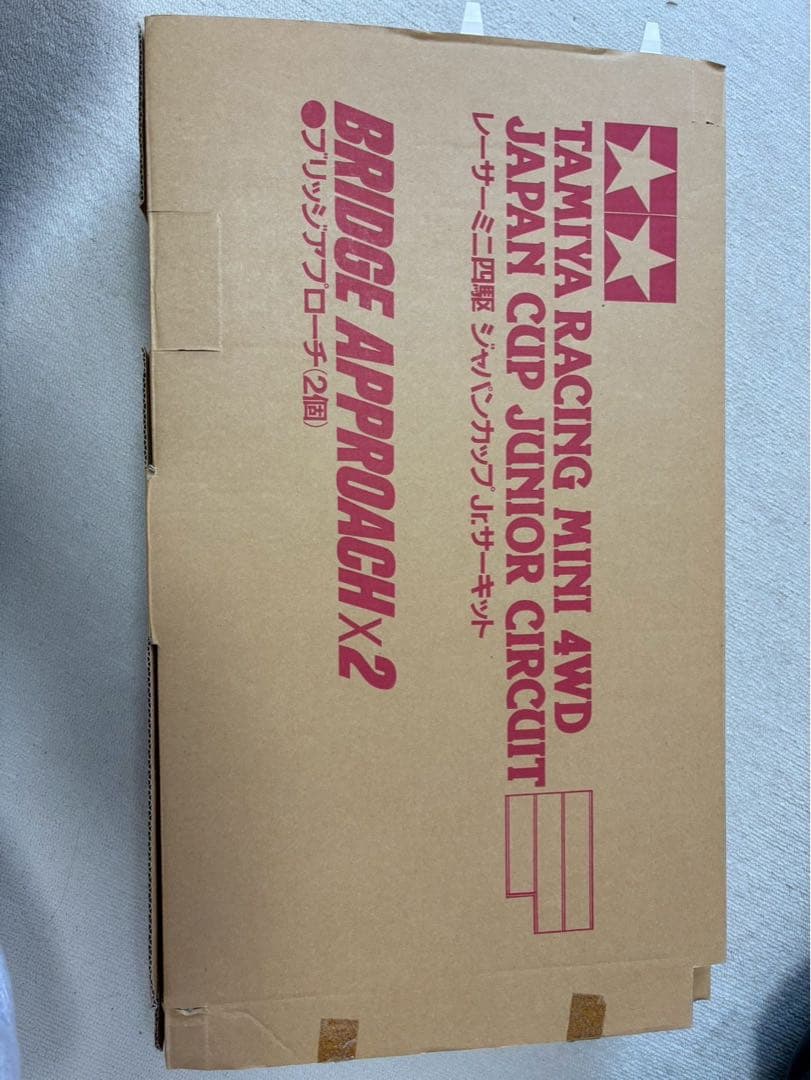 TAMIYA RACING MINI 4WD
JAPAN CUP JUNIOR CIRCUIT
レーサーミニ四駆 ジャパンカップJr.サーキット
BRIDGE APPROACH×2
●ブリッジアプローチ(2個)